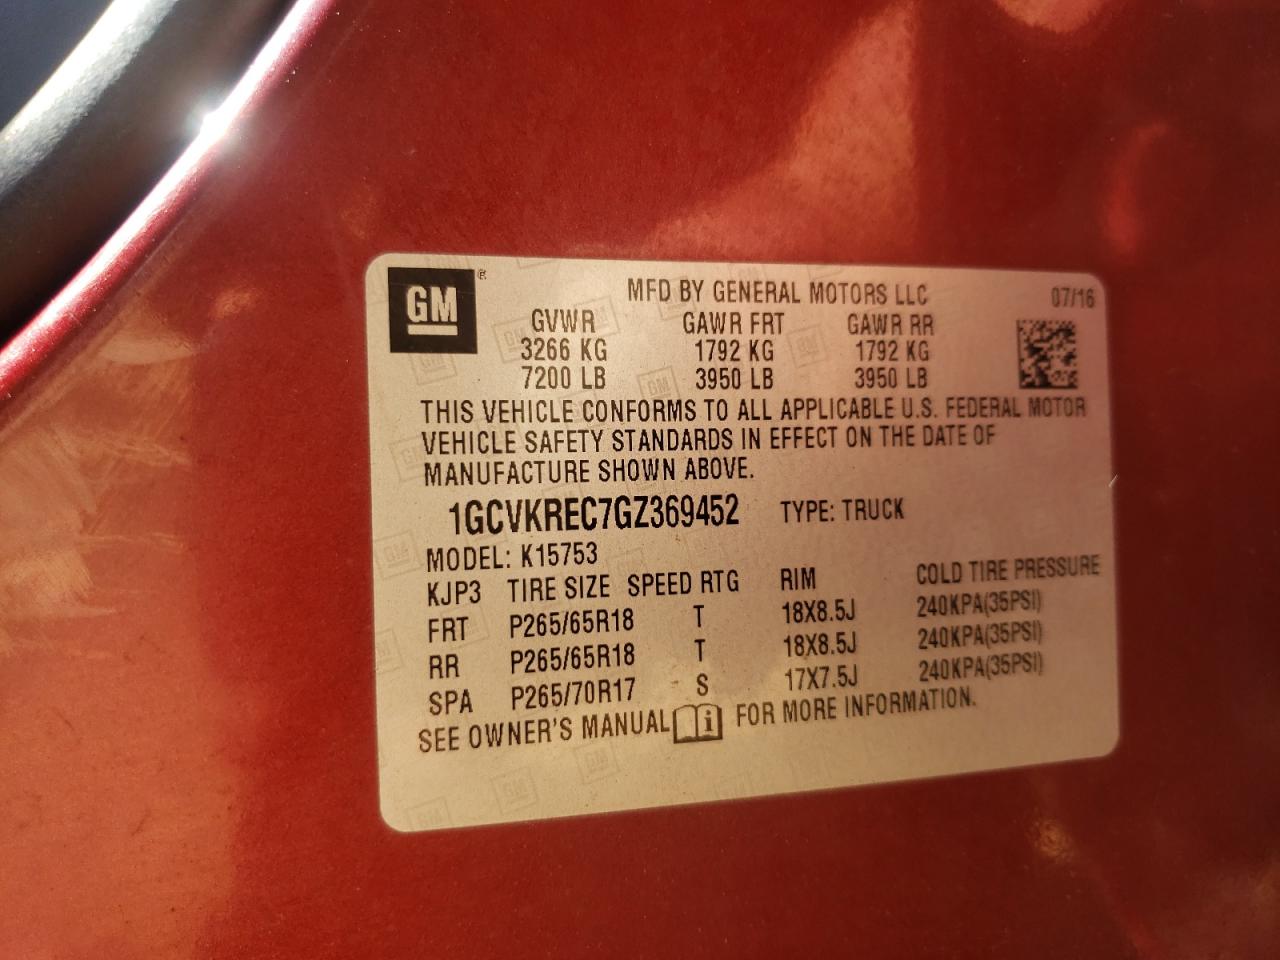 GM®
MFD BY GENERAL MOTORS LLC 07/16
GVWR GAWR FRT GAWR RR
3266 KG 1792 KG 1792 KG
7200 LB 3950 LB 3950 LB
THIS VEHICLE CONFORMS TO ALL APPLICABLE U.S. FEDERAL MOTOR
VEHICLE SAFETY STANDARDS IN EFFECT ON THE DATE OF
MANUFACTURE SHOWN ABOVE.
1GCVKREC7GZ369452 TYPE: TRUCK
MODEL: K15753
KJP3 TIRE SIZE SPEED RTG RIM COLD TIRE PRESSURE
FRT P265/65R18 T 18X8.5J 240KPA(35PSI)
RR P265/65R18 T 18X8.5J 240KPA(35PSI)
SPA P265/70R17 S 17X7.5J 240KPA(35PSI)
SEE OWNER'S MANUAL i FOR MORE INFORMATION.